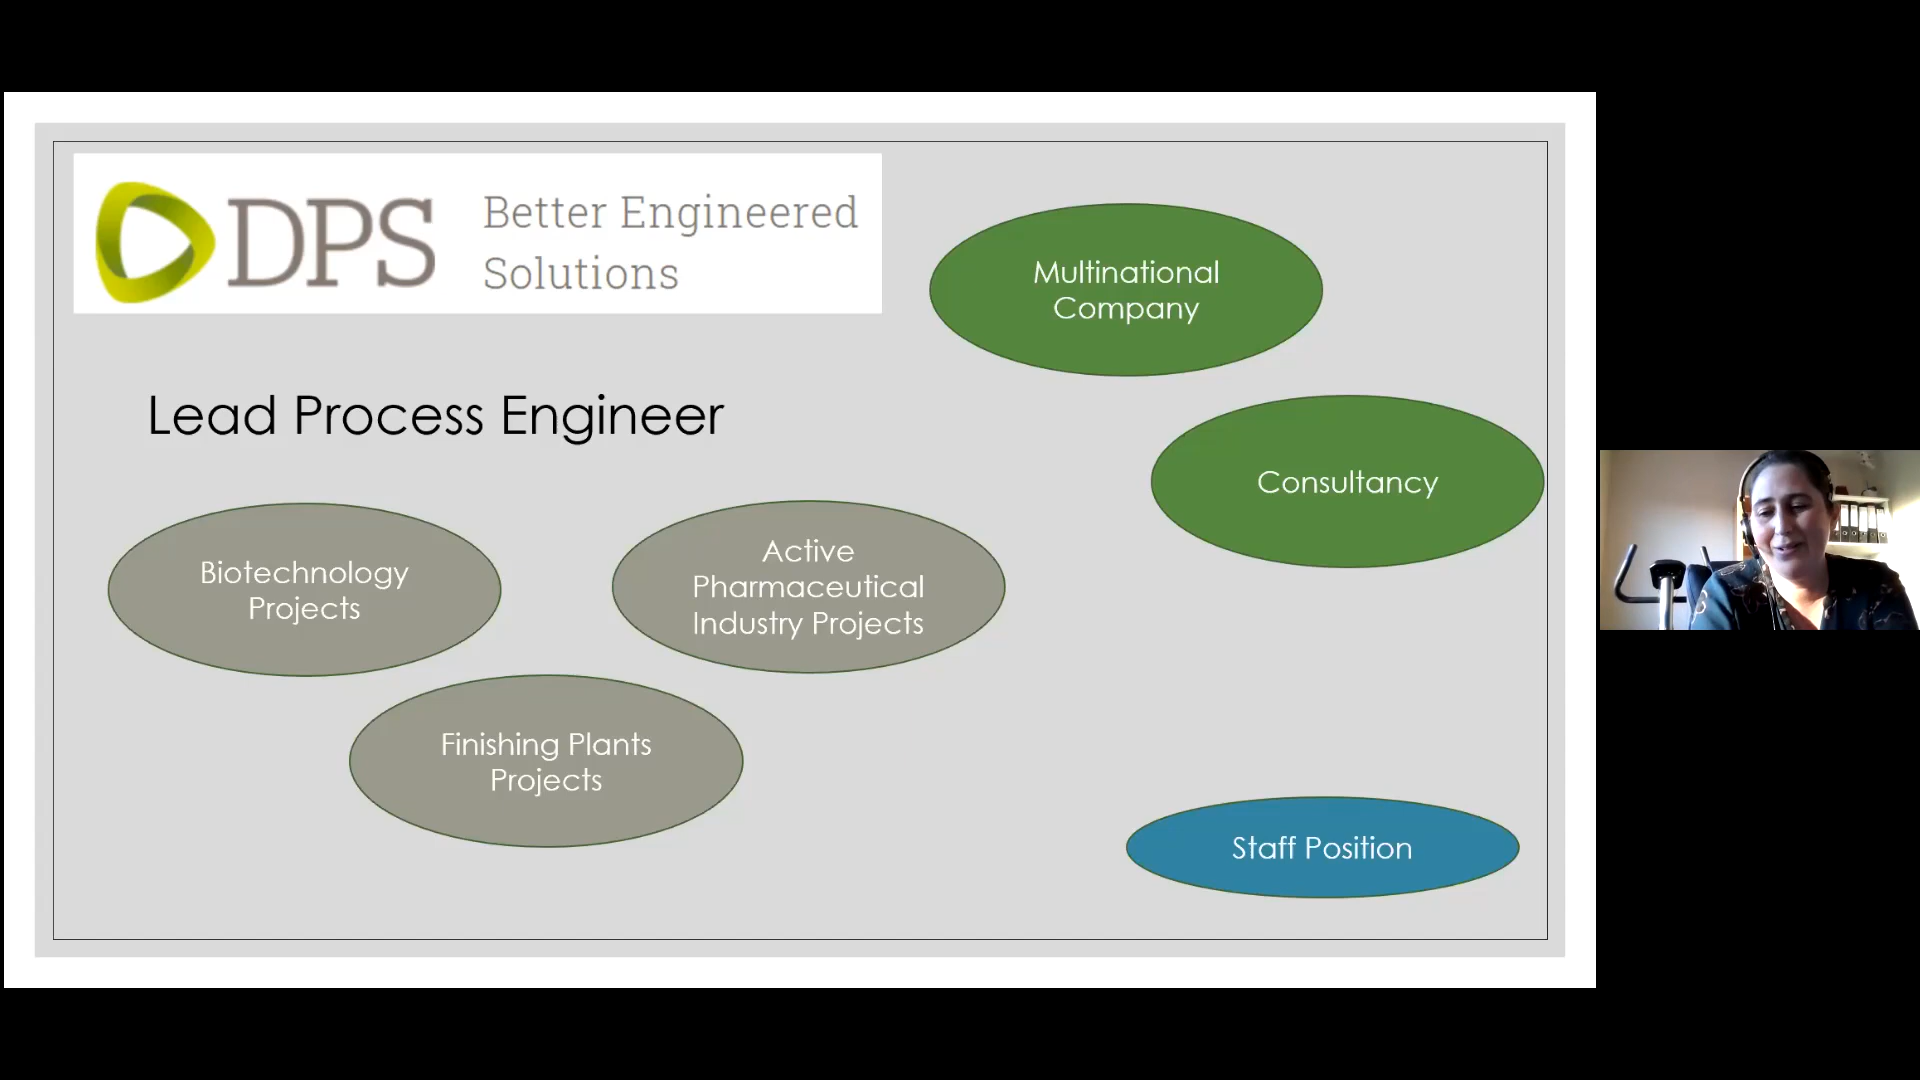 DPS
Better Engineered
Solutions
Multinational
Company
Lead Process Engineer
Consultancy
Biotechnology
Projects
Active
Pharmaceutical
Industry Projects
Finishing Plants
Projects
Staff Position